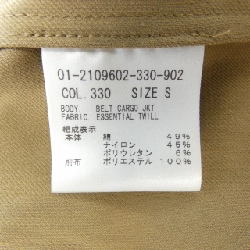 01-2109602-330-902
COL. 330 SIZE S
BODY. BELT CARGO JKT
FABRIC ESSENTIAL TWILL
組成表示
本体 綿 49%
ナイロン 45%
ポリウレタン 6%
別布 ポリエステル 100%